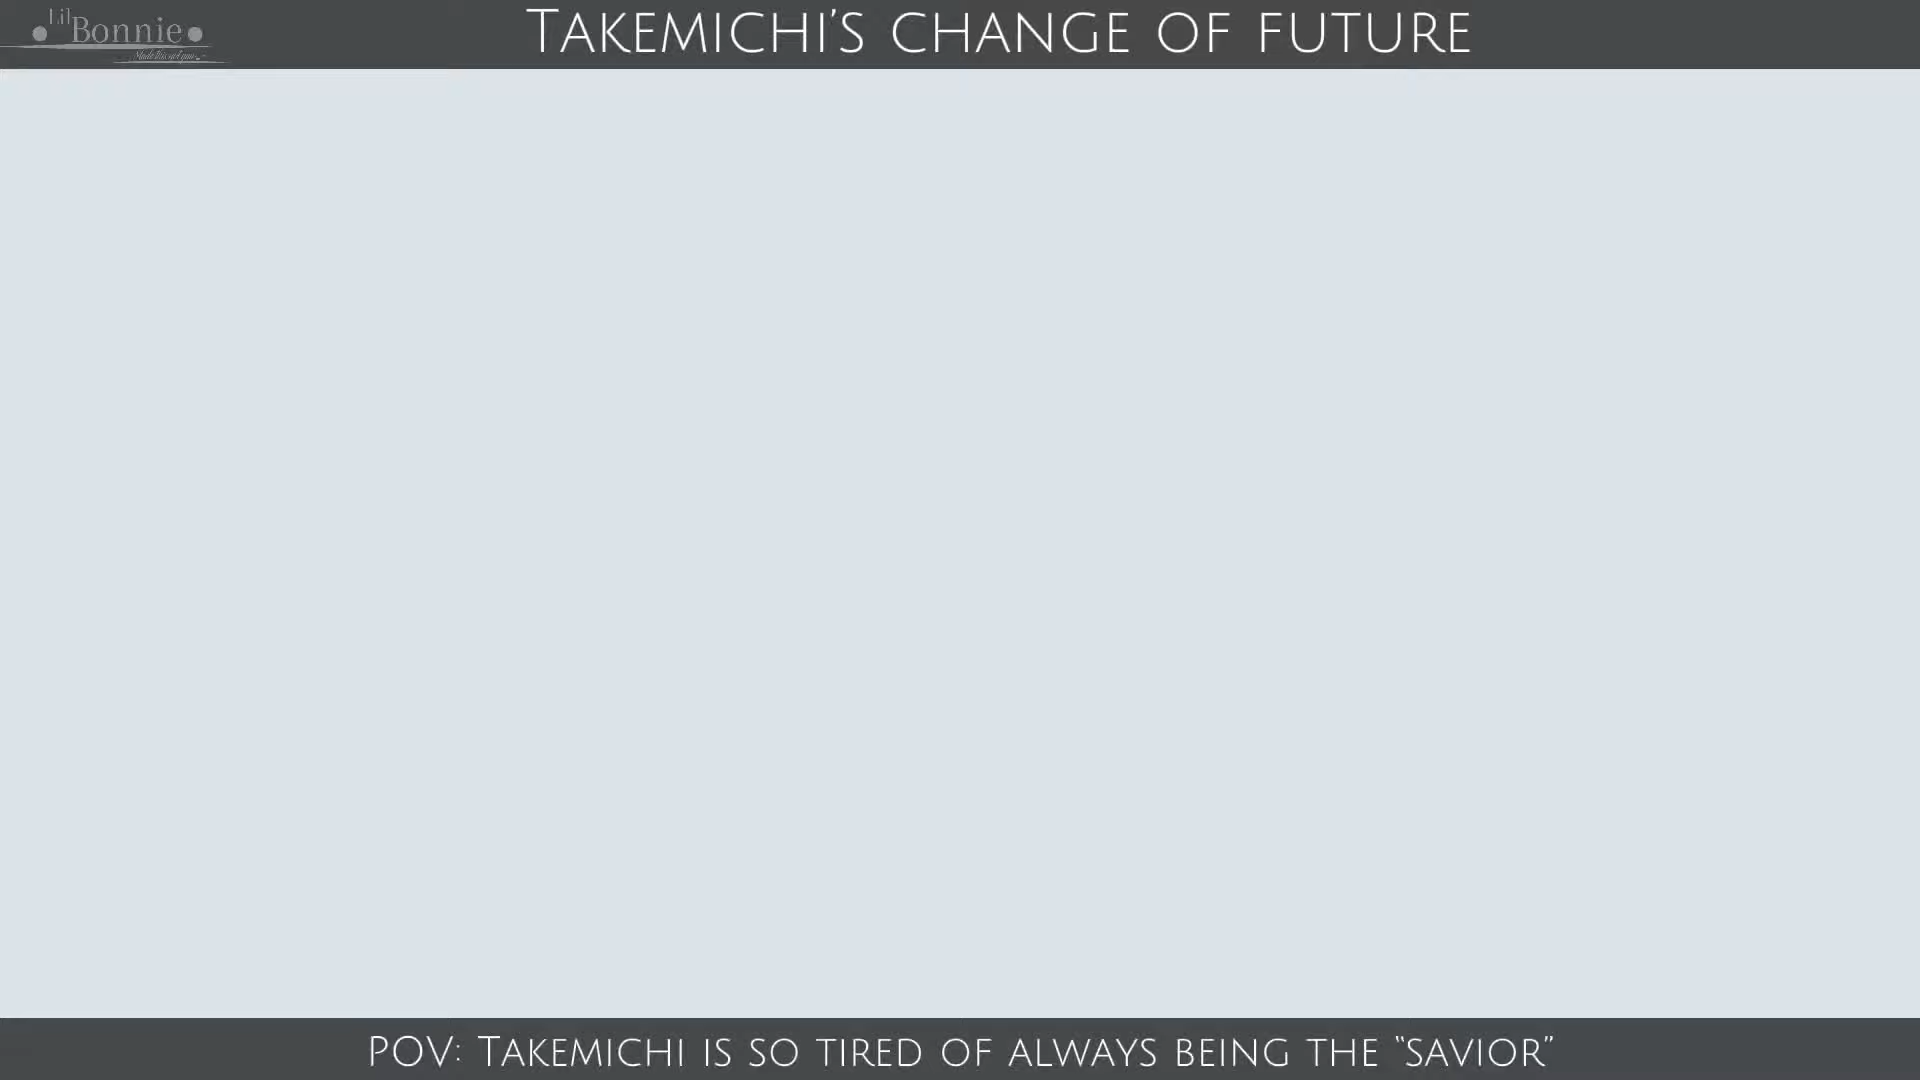 Lil
Bonnie
Takemichi's change of future
POV: Takemichi is so tired of always being the “savior”